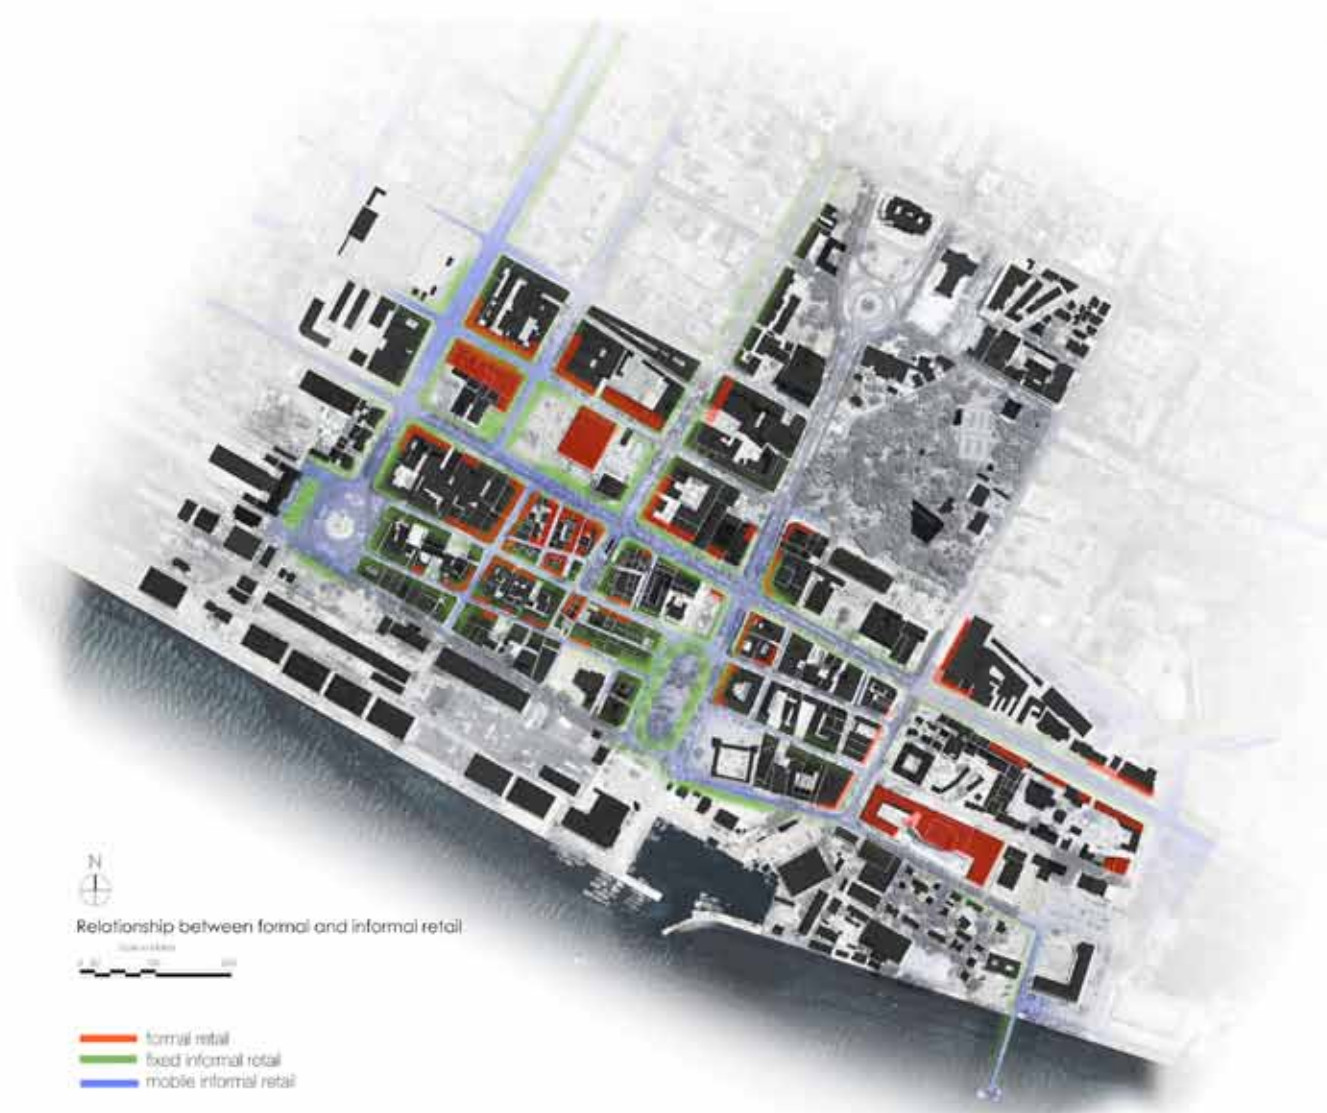 N
Relationship between formal and informal retail
formal retail
fixed informal retail
mobile informal retail